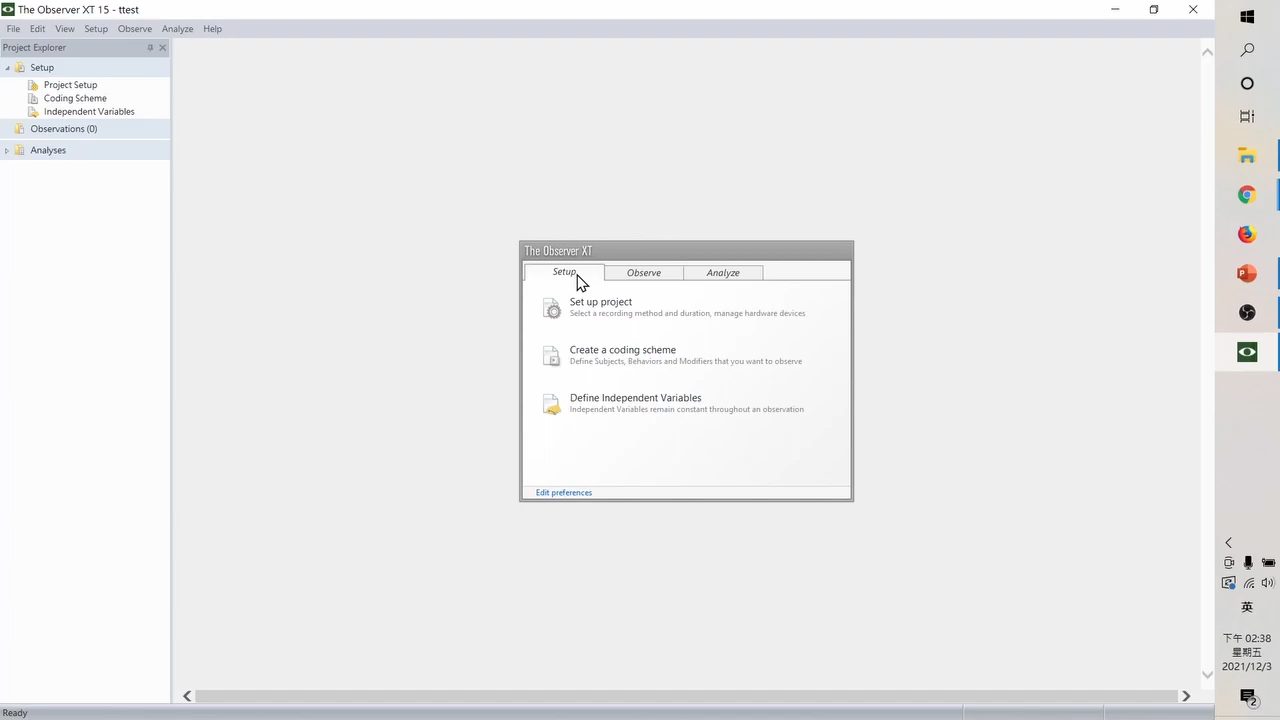 The Observer XT 15 - ttest
File Edit View Setup Observe Analyze Help
Project Explorer
Setup
Project Setup
Coding Scheme
Independent Variables
Observations (0)
Analyses
The Observer XT
Setup Observe Analyze
Set up project
Select a recording method and duration, manage hardware devices
Create a coding scheme
Define Subjects, Behaviors and Modifiers that you want to observe
Define Independent Variables
Independent Variables remain constant throughout an observation
Edit preferences
Ready
英
下午 02:38
星期五
2021/12/3
2